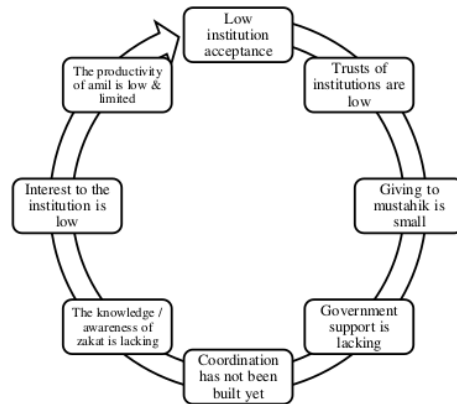 Low
institution
acceptance
Trusts of
institutions are
low
Giving to
mustahik is
small
Government
support is
lacking
Coordination
has not been
built yet
The knowledge /
awareness of
zakat is lacking
Interest to the
institution is
low
The productivity
of amil is low &
limited